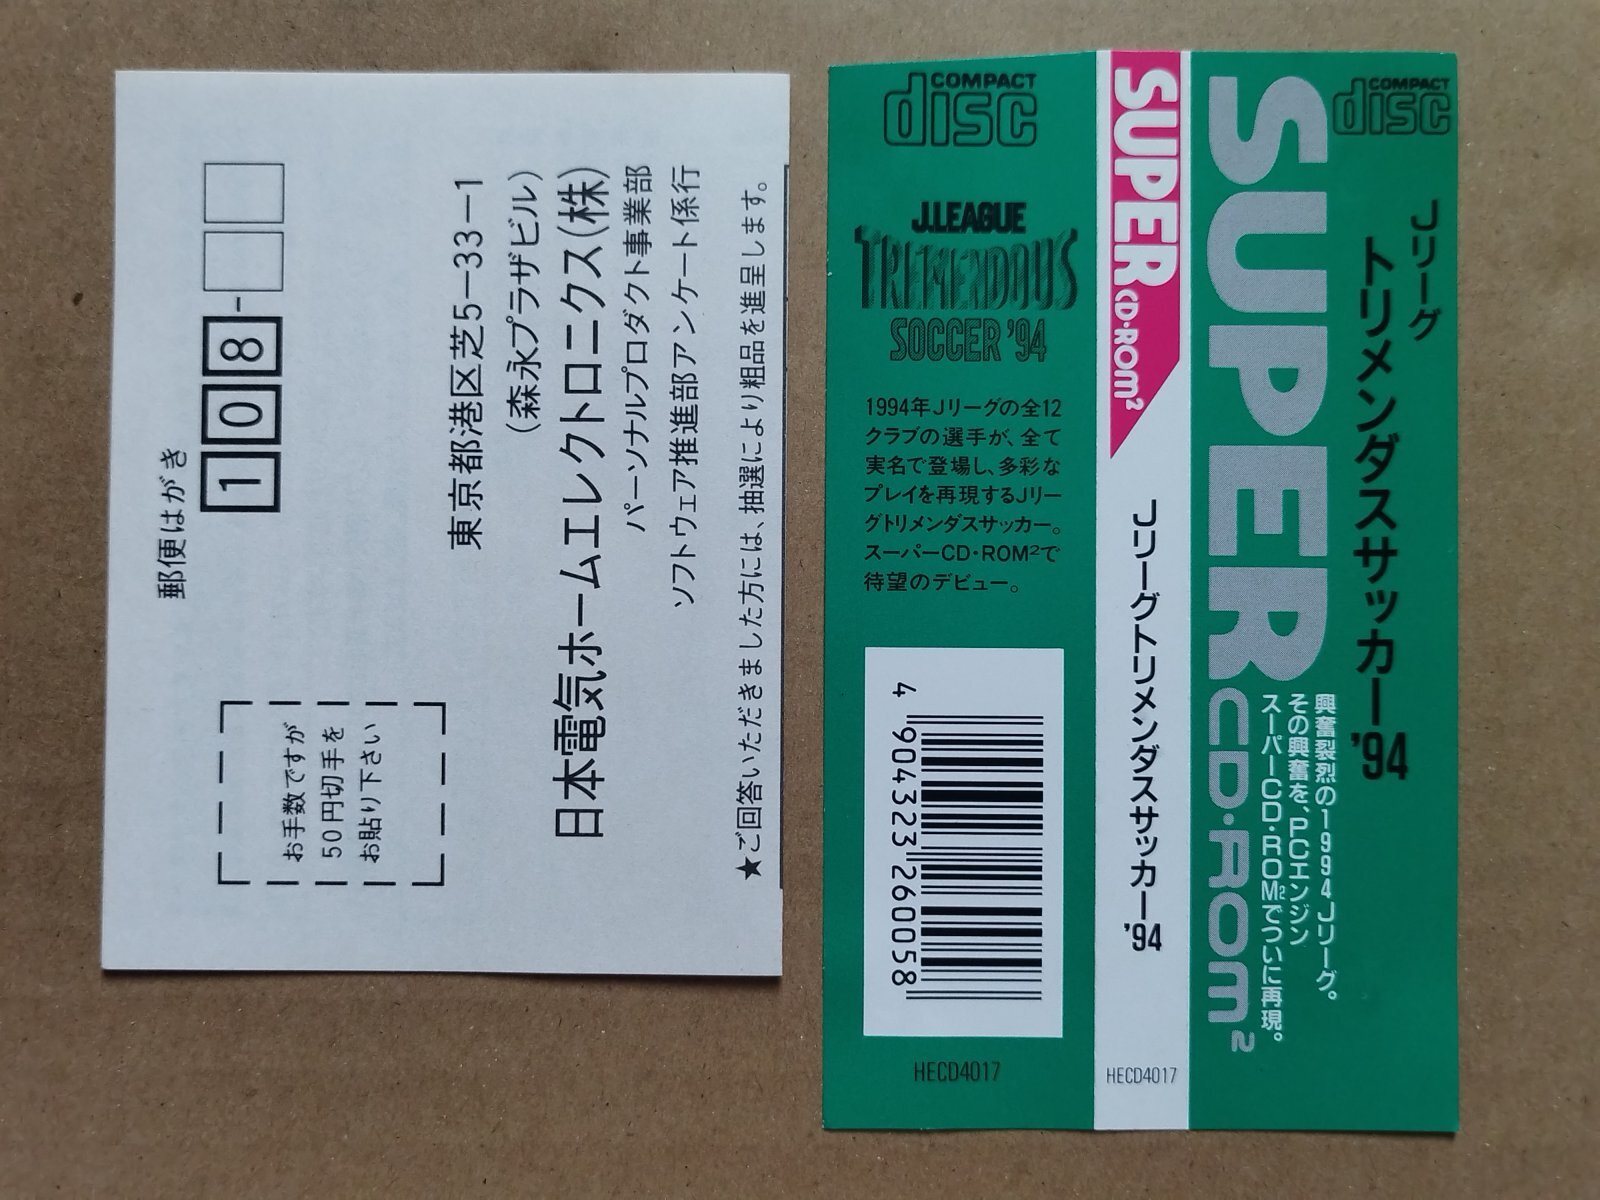 郵便はがき
108-
お手数ですが
50円切手を
お貼り下さい
東京都港区芝5-33-1
(森永プラザビル)
日本電気ホームエレクトロニクス(株)
パーソナルプロダクト事業部
ソフトウェア推進部アンケート係行
★ご回答いただきました方には、抽選により粗品を進呈します。
COMPACT
disc
J.LEAGUE
TREMENDOUS
SOCCER '94
1994年Jリーグの全12
クラブの選手が、全て
実名で登場し、多彩な
プレイを再現するJリー
グトリメンダスサッカー。
スーパーCD・ROM²で
待望のデビュー。
4 904323 260058
HECD4017
SUPER CD・ROM²
Jリーグトリメンダスサッカー'94
HECD4017
COMPACT
disc
SUPER CD・ROM²
Jリーグ
トリメンダスサッカー'94
興奮裂烈の1994Jリーグ。
その興奮を、PCエンジン
スーパーCD・ROM²でついに再現。